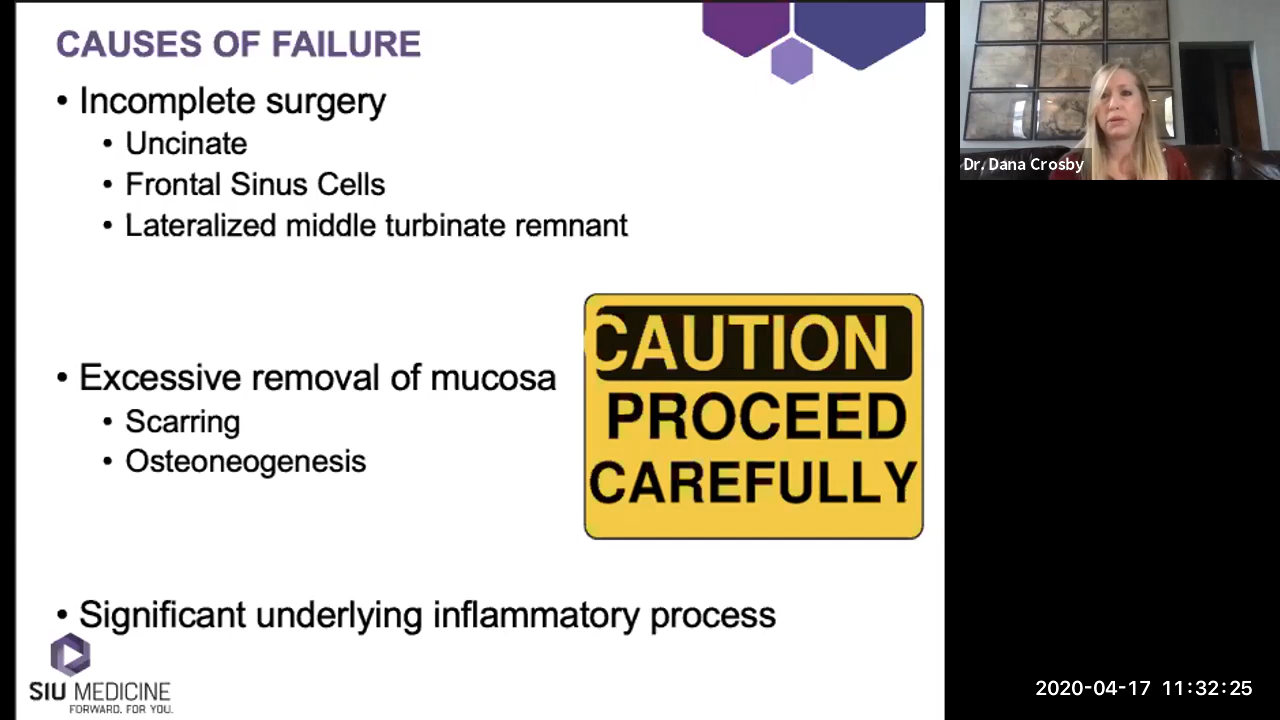 CAUSES OF FAILURE
• Incomplete surgery
• Uncinate
• Frontal Sinus Cells
• Lateralized middle turbinate remnant
• Excessive removal of mucosa
• Scarring
• Osteoneogenesis
CAUTION
PROCEED
CAREFULLY
• Significant underlying inflammatory process
SIU MEDICINE
FORWARD. FOR YOU.
Dr. Dana Crosby
2020-04-17 11:32:25